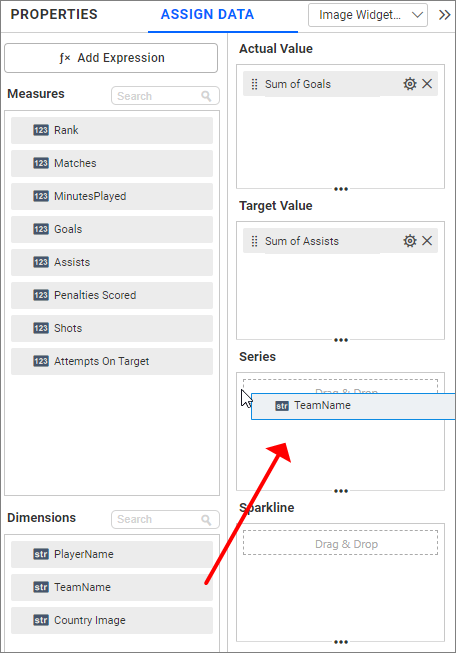 PROPERTIES
ASSIGN DATA
Image Widget...
ƒx Add Expression
Measures
Search
123 Rank
123 Matches
123 MinutesPlayed
123 Goals
123 Assists
123 Penalties Scored
123 Shots
123 Attempts On Target
Dimensions
Search
str PlayerName
str TeamName
str Country Image
Actual Value
Sum of Goals
Target Value
Sum of Assists
Series
Drag & Drop
str TeamName
Sparkline
Drag & Drop